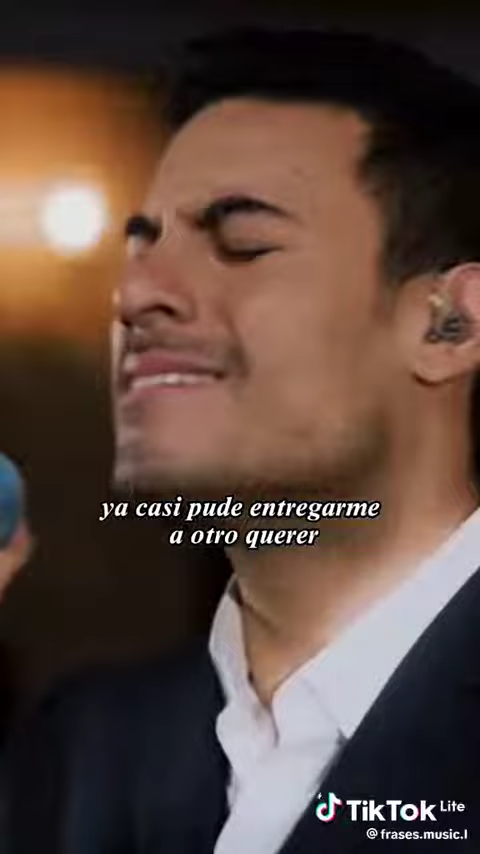 ya casi pude entregarme
a otro querer
TikTok Lite
@frases.music.l